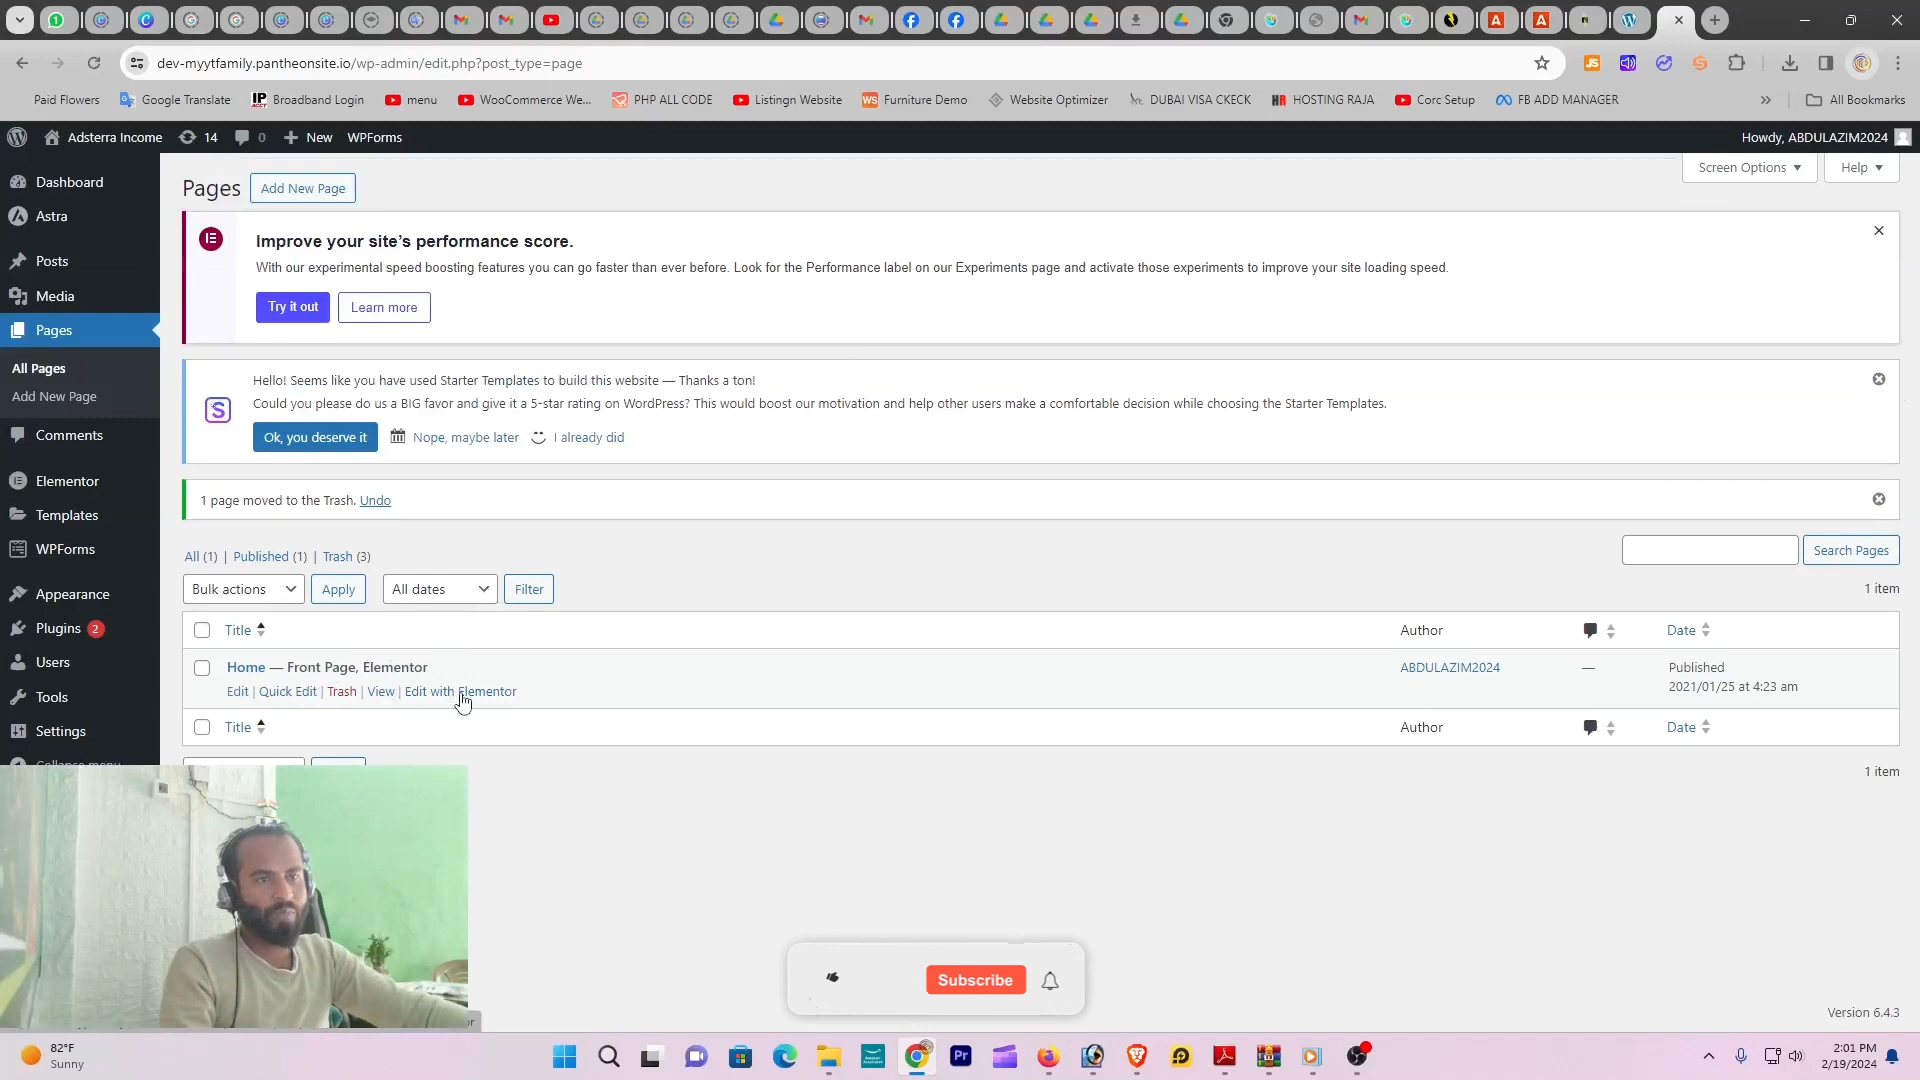 dev-myytfamily.pantheonsite.io/wp-admin/edit.php?post_type=page
Paid Flowers Google Translate Broadband Login menu WooCommerce We... PHP ALL CODE Listingn Website Furniture Demo Website Optimizer DUBAI VISA CKECK HOSTING RAJA Corc Setup FB ADD MANAGER » All Bookmarks
Adsterra Income 14 0 New WPForms Howdy, ABDULAZIM2024
Dashboard
Astra
Posts
Media
Pages
All Pages
Add New Page
Comments
Elementor
Templates
WPForms
Appearance
Plugins 2
Users
Tools
Settings
Screen Options Help
Pages Add New Page
Improve your site's performance score.
With our experimental speed boosting features you can go faster than ever before. Look for the Performance label on our Experiments page and activate those experiments to improve your site loading speed.
Try it out Learn more
Hello! Seems like you have used Starter Templates to build this website — Thanks a ton!
Could you please do us a BIG favor and give it a 5-star rating on WordPress? This would boost our motivation and help other users make a comfortable decision while choosing the Starter Templates.
Ok, you deserve it Nope, maybe later I already did
1 page moved to the Trash. Undo
All (1) | Published (1) | Trash (3) Search Pages
Bulk actions Apply All dates Filter 1 item
Title Author Date
Home — Front Page, Elementor ABDULAZIM2024 — Published
Edit | Quick Edit | Trash | View | Edit with Elementor 2021/01/25 at 4:23 am
Title Author Date
1 item
Subscribe
Version 6.4.3
82°F
Sunny
2:01 PM
2/19/2024